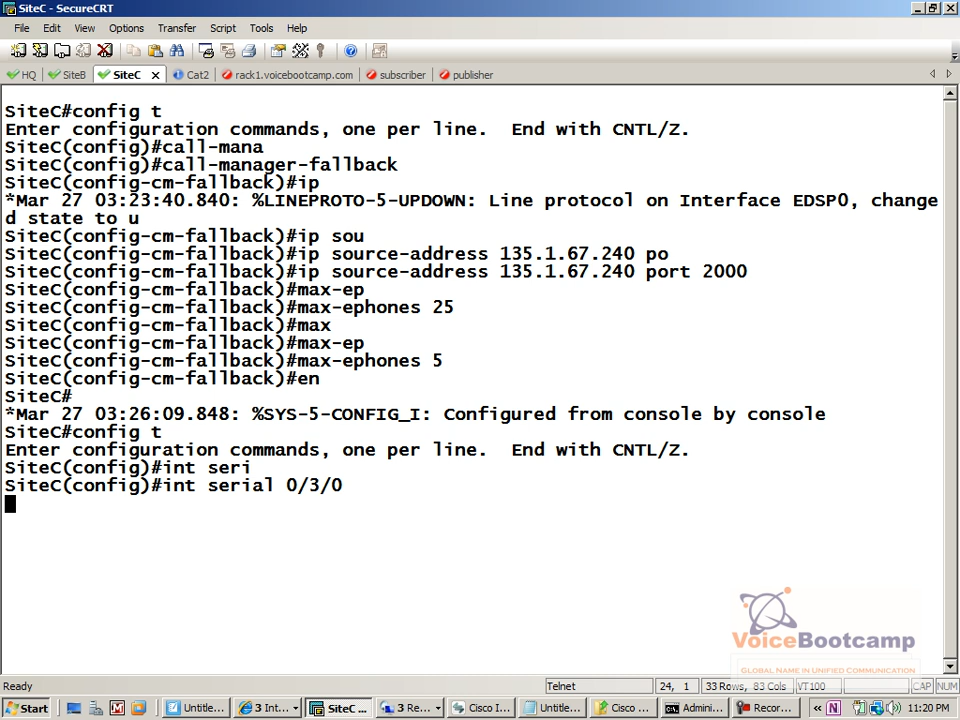 SiteC - SecureCRT
File Edit View Options Transfer Script Tools Help
HQ SiteB SiteC Cat2 rack1.voicebootcamp.com subscriber publisher
SiteC#config t
Enter configuration commands, one per line.  End with CNTL/Z.
SiteC(config)#call-mana
SiteC(config)#call-manager-fallback
SiteC(config-cm-fallback)#ip
*Mar 27 03:23:40.840: %LINEPROTO-5-UPDOWN: Line protocol on Interface EDSP0, change
d state to u
SiteC(config-cm-fallback)#ip sou
SiteC(config-cm-fallback)#ip source-address 135.1.67.240 po
SiteC(config-cm-fallback)#ip source-address 135.1.67.240 port 2000
SiteC(config-cm-fallback)#max-ep
SiteC(config-cm-fallback)#max-ephones 25
SiteC(config-cm-fallback)#max
SiteC(config-cm-fallback)#max-ep
SiteC(config-cm-fallback)#max-ephones 5
SiteC(config-cm-fallback)#en
SiteC#
*Mar 27 03:26:09.848: %SYS-5-CONFIG_I: Configured from console by console
SiteC#config t
Enter configuration commands, one per line.  End with CNTL/Z.
SiteC(config)#int seri
SiteC(config)#int serial 0/3/0
VoiceBootcamp
GLOBAL NAME IN UNIFIED COMMUNICATION
Ready Telnet 24, 1 33 Rows, 83 Cols VT100 CAP NUM
Start Untitle... 3 Int... SiteC ... 3 Re... Cisco I... Untitle... Cisco ... Admini... Recor... « 11:20 PM